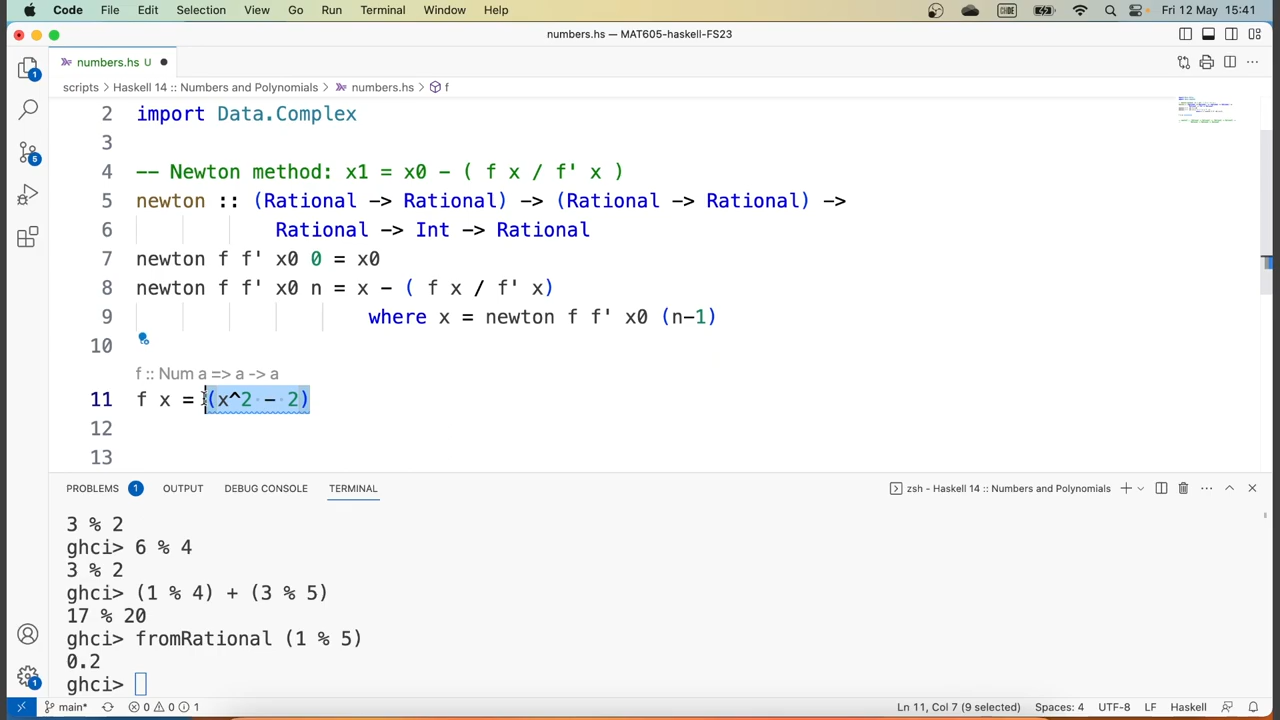 Code File Edit Selection View Go Run Terminal Window Help Fri 12 May 15:41
numbers.hs — MAT605-haskell-FS23
numbers.hs U
scripts > Haskell 14 :: Numbers and Polynomials > numbers.hs > f
2 import Data.Complex
3
4 -- Newton method: x1 = x0 - ( f x / f' x )
5 newton :: (Rational -> Rational) -> (Rational -> Rational) ->
6 Rational -> Int -> Rational
7 newton f f' x0 0 = x0
8 newton f f' x0 n = x - ( f x / f' x)
9 where x = newton f f' x0 (n-1)
10
f :: Num a => a -> a
11 f x = (x^2 - 2)
12
13
PROBLEMS 1 OUTPUT DEBUG CONSOLE TERMINAL zsh - Haskell 14 :: Numbers and Polynomials
3 % 2
ghci> 6 % 4
3 % 2
ghci> (1 % 4) + (3 % 5)
17 % 20
ghci> fromRational (1 % 5)
0.2
ghci>
1
5
1
main* 0 0 1 Ln 11, Col 7 (9 selected) Spaces: 4 UTF-8 LF Haskell